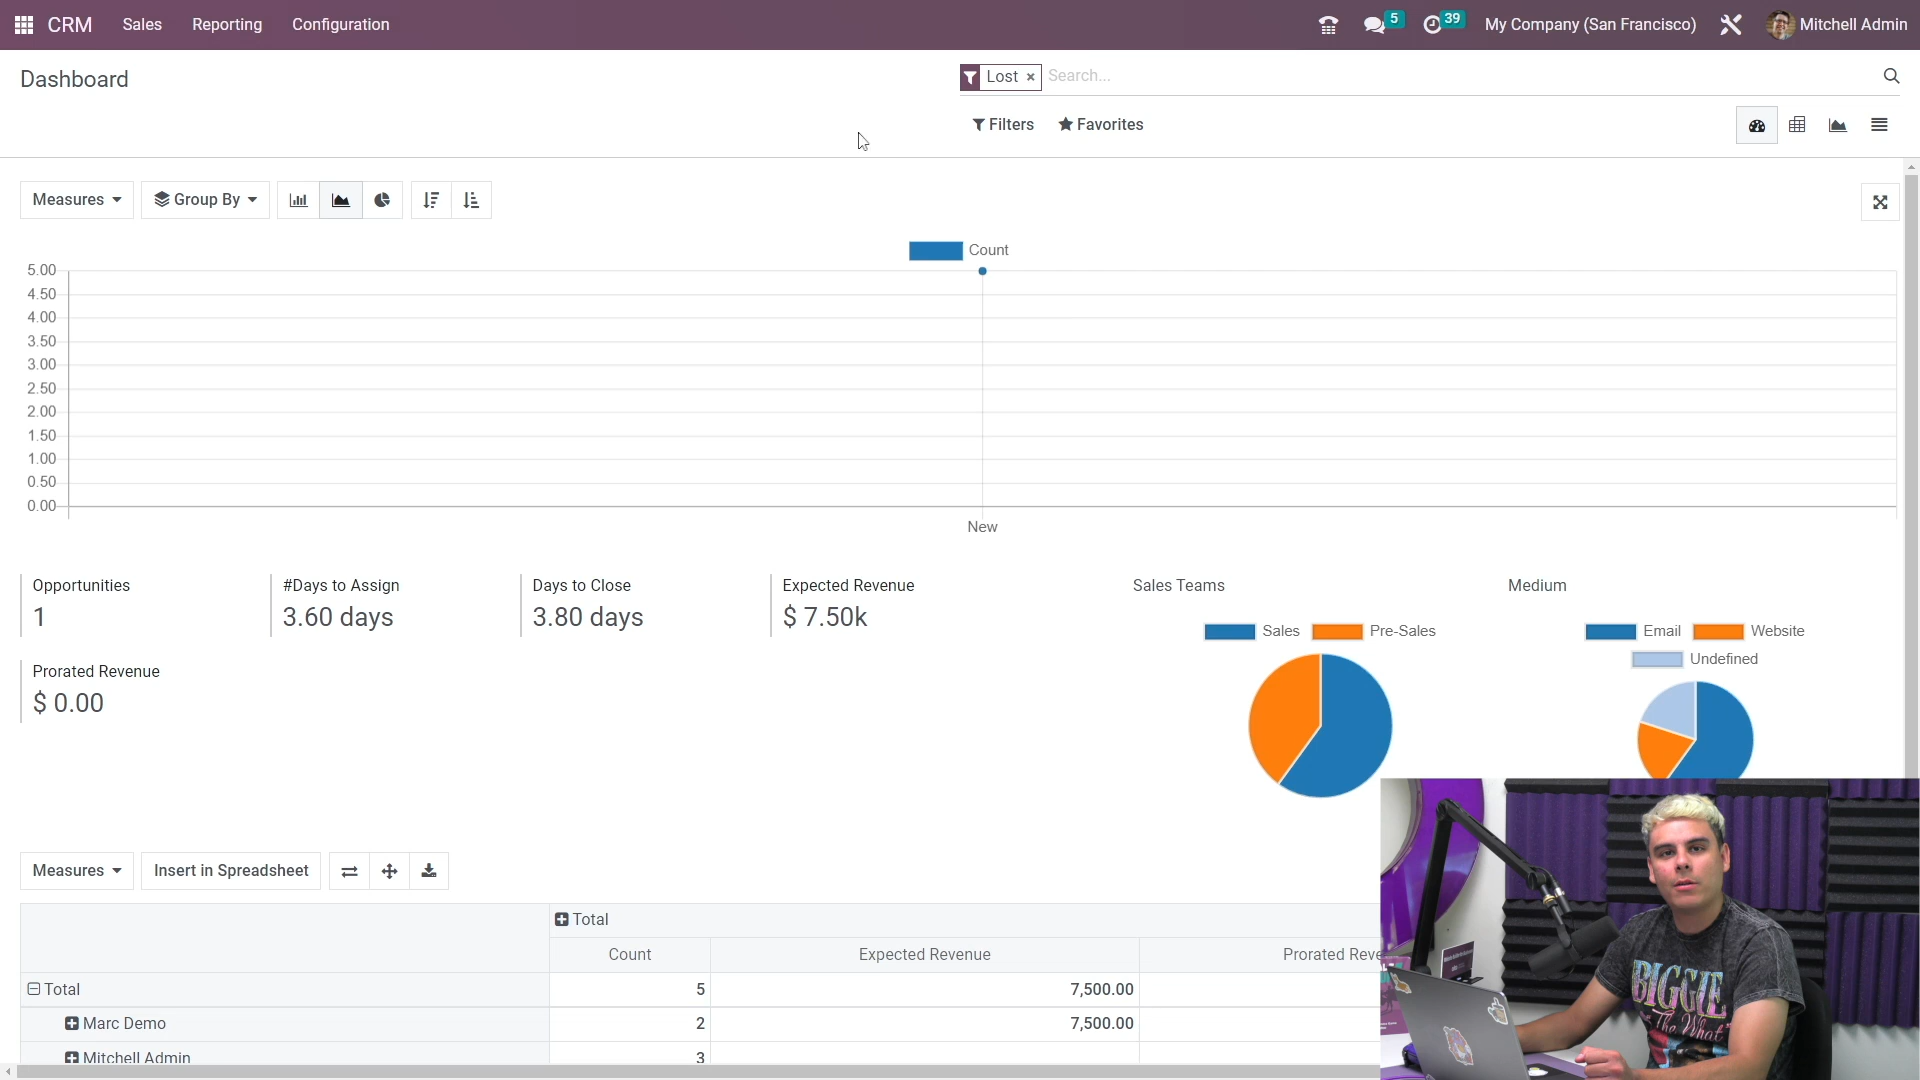 CRM Sales Reporting Configuration 5 39 My Company (San Francisco) Mitchell Admin
Dashboard
Lost × Search...
Filters Favorites
Measures Group By
Count
5.00
4.50
4.00
3.50
3.00
2.50
2.00
1.50
1.00
0.50
0.00
New
Opportunities
1
#Days to Assign
3.60 days
Days to Close
3.80 days
Expected Revenue
$ 7.50k
Sales Teams
Sales Pre-Sales
Medium
Email Website
Undefined
Prorated Revenue
$ 0.00
Measures Insert in Spreadsheet
Total
Count Expected Revenue Prorated Reve
Total 5 7,500.00
Marc Demo 2 7,500.00
Mitchell Admin 3
BIGGIE
The What